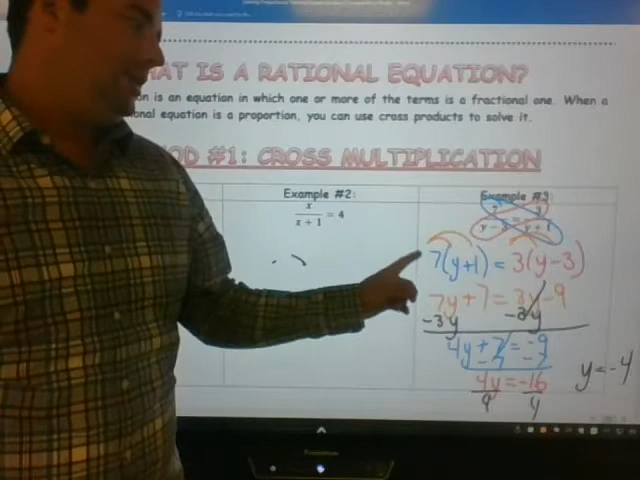 AT IS A RATIONAL EQUATION?
on is an equation in which one or more of the terms is a fractional one. When a
onal equation is a proportion, you can use cross products to solve it.
OD #1: CROSS MULTIPLICATION
Example #2:
x
x + 1 = 4
Example #3:
7(y+1) = 3(y-3)
7y+7=3y-9
-3y -3y
4y+7=-9
-7 -7
4y=-16
4 4
y=-4